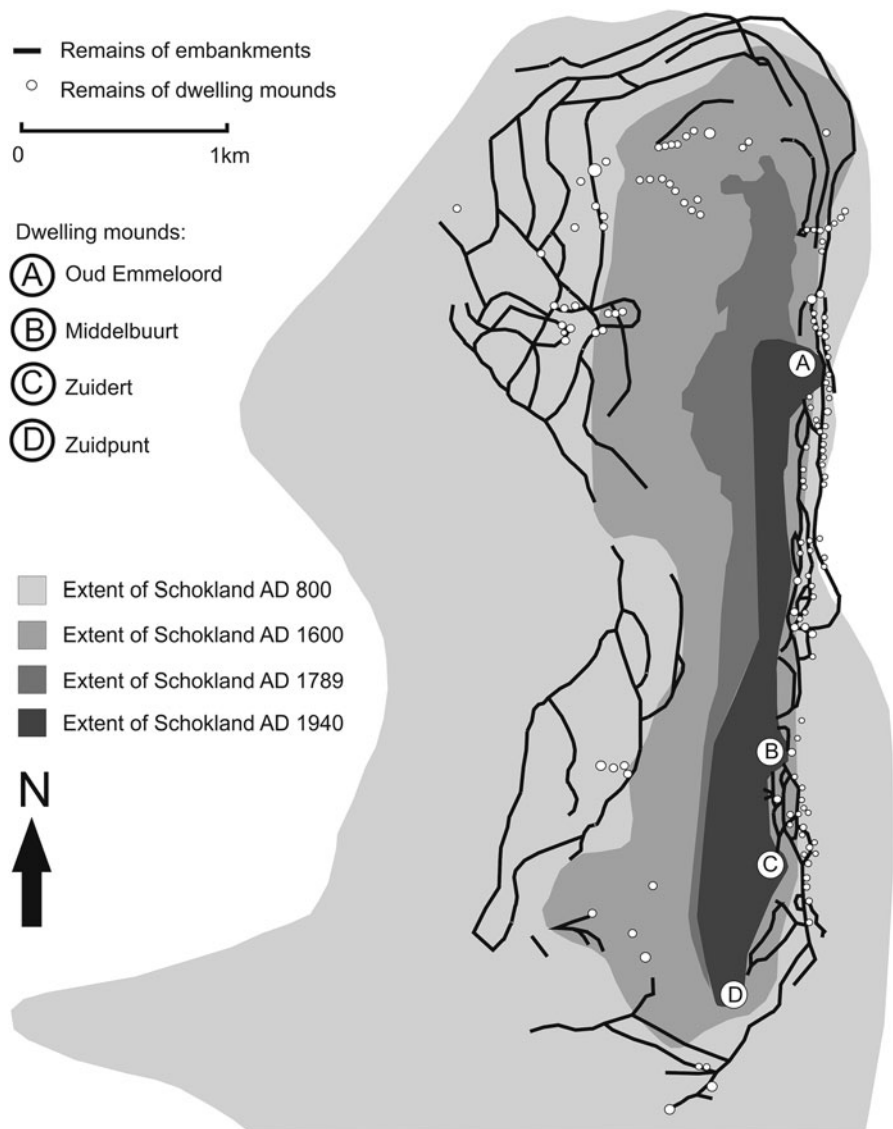 Remains of embankments
Remains of dwelling mounds
0 1km
Dwelling mounds:
A Oud Emmeloord
B Middelbuurt
C Zuidert
D Zuidpunt
Extent of Schokland AD 800
Extent of Schokland AD 1600
Extent of Schokland AD 1789
Extent of Schokland AD 1940
N
A
B
C
D